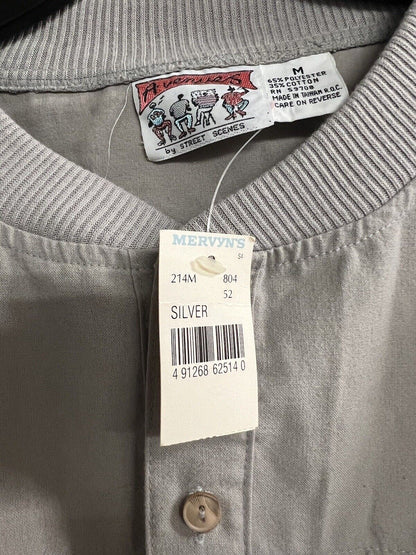 by STREET SCENES
M
65% POLYESTER
35% COTTON
RN 59708
MADE IN TAIWAN R.O.C.
CARE ON REVERSE
MERVYN'S
54
214M 804
52
SILVER
4 91268 62514 0